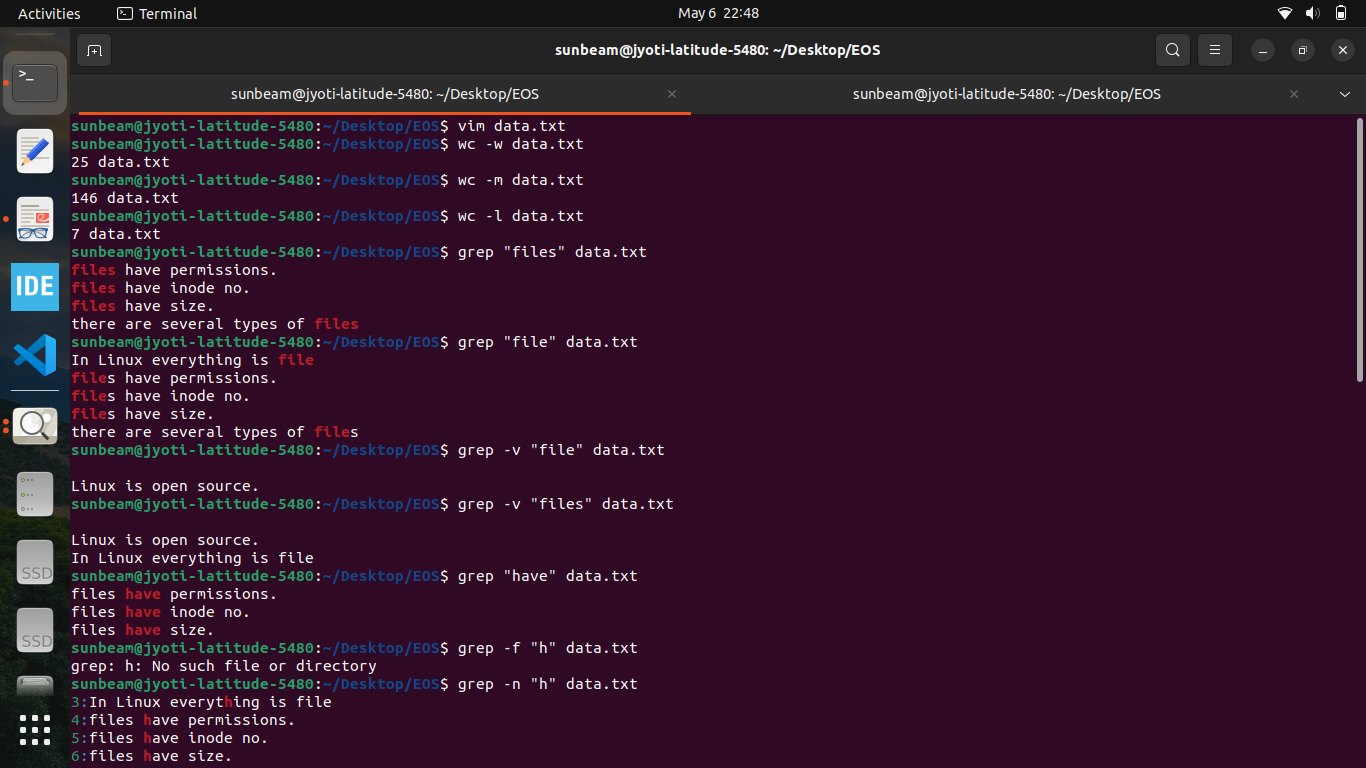 Activities
Terminal
May 6 22:48
sunbeam@jyoti-latitude-5480: ~/Desktop/EOS
sunbeam@jyoti-latitude-5480: ~/Desktop/EOS
sunbeam@jyoti-latitude-5480: ~/Desktop/EOS
>_
IDE
SSD
SSD
sunbeam@jyoti-latitude-5480:~/Desktop/EOS$ vim data.txt
sunbeam@jyoti-latitude-5480:~/Desktop/EOS$ wc -w data.txt
25 data.txt
sunbeam@jyoti-latitude-5480:~/Desktop/EOS$ wc -m data.txt
146 data.txt
sunbeam@jyoti-latitude-5480:~/Desktop/EOS$ wc -l data.txt
7 data.txt
sunbeam@jyoti-latitude-5480:~/Desktop/EOS$ grep "files" data.txt
files have permissions.
files have inode no.
files have size.
there are several types of files
sunbeam@jyoti-latitude-5480:~/Desktop/EOS$ grep "file" data.txt
In Linux everything is file
files have permissions.
files have inode no.
files have size.
there are several types of files
sunbeam@jyoti-latitude-5480:~/Desktop/EOS$ grep -v "file" data.txt
Linux is open source.
sunbeam@jyoti-latitude-5480:~/Desktop/EOS$ grep -v "files" data.txt
Linux is open source.
In Linux everything is file
sunbeam@jyoti-latitude-5480:~/Desktop/EOS$ grep "have" data.txt
files have permissions.
files have inode no.
files have size.
sunbeam@jyoti-latitude-5480:~/Desktop/EOS$ grep -f "h" data.txt
grep: h: No such file or directory
sunbeam@jyoti-latitude-5480:~/Desktop/EOS$ grep -n "h" data.txt
3:In Linux everything is file
4:files have permissions.
5:files have inode no.
6:files have size.